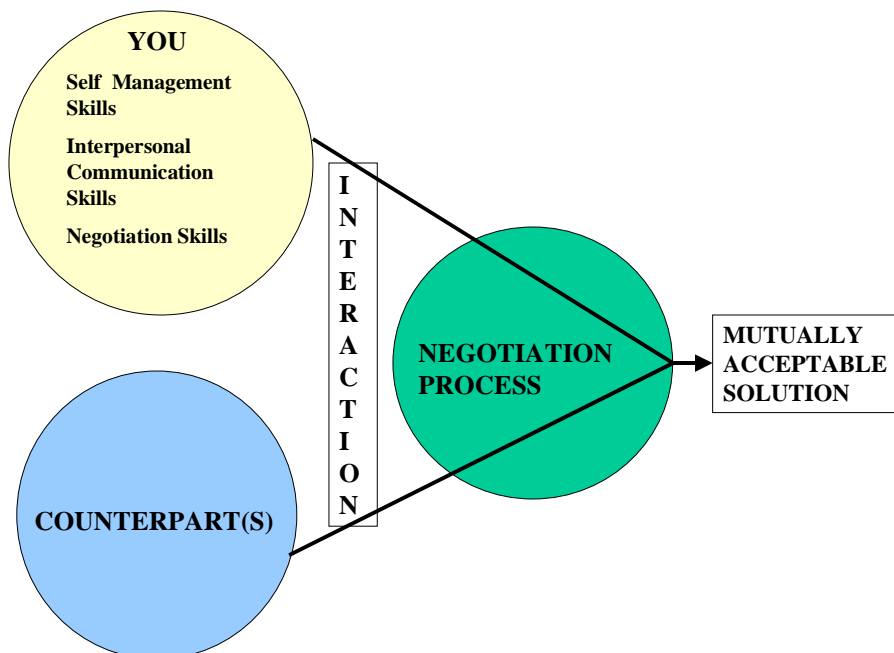 YOU
Self Management
Skills
Interpersonal
Communication
Skills
Negotiation Skills
I
N
T
E
R
A
C
T
I
O
N
NEGOTIATION
PROCESS
MUTUALLY
ACCEPTABLE
SOLUTION
COUNTERPART(S)